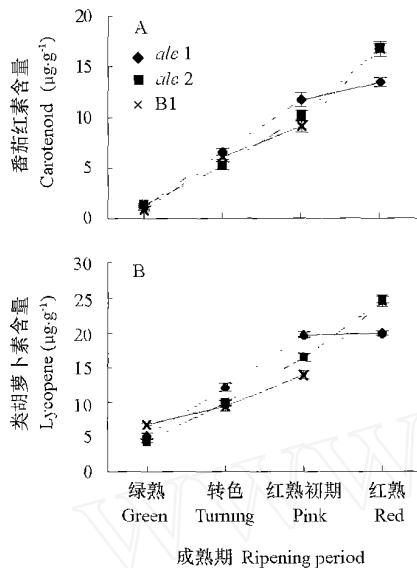 A
alc 1
alc 2
B1
番茄红素含量
Carotenoid (μg·g⁻¹)
20
15
10
5
0
B
类胡萝卜素含量
Lycopene (μg·g⁻¹)
30
25
20
15
10
5
0
绿熟 转色 红熟初期 红熟
Green Turning Pink Red
成熟期 Ripening period